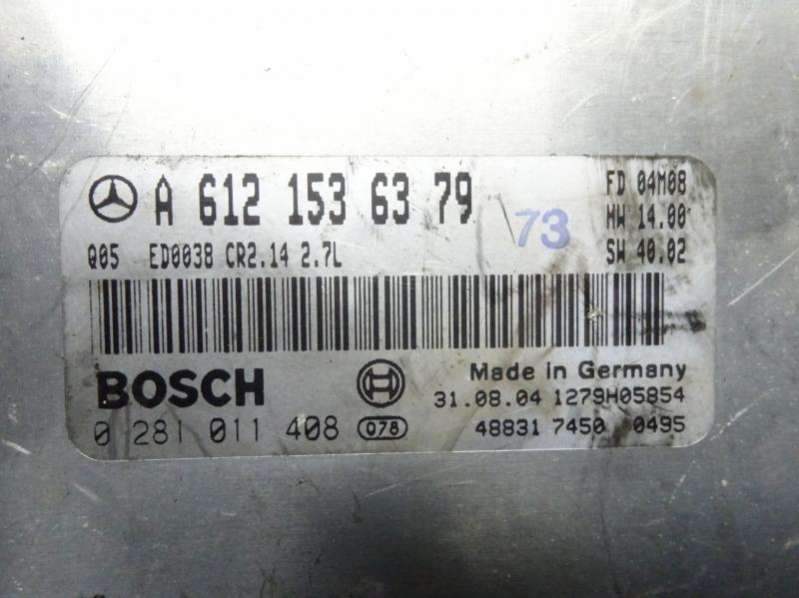 A 612 153 63 79
73
FD 04M08
HW 14.00
SW 40.02
Q05 ED0038 CR2.14 2.7L
BOSCH
Made in Germany
31.08.04 1279H05854
0 281 011 408 Q78
48831 7450 0495